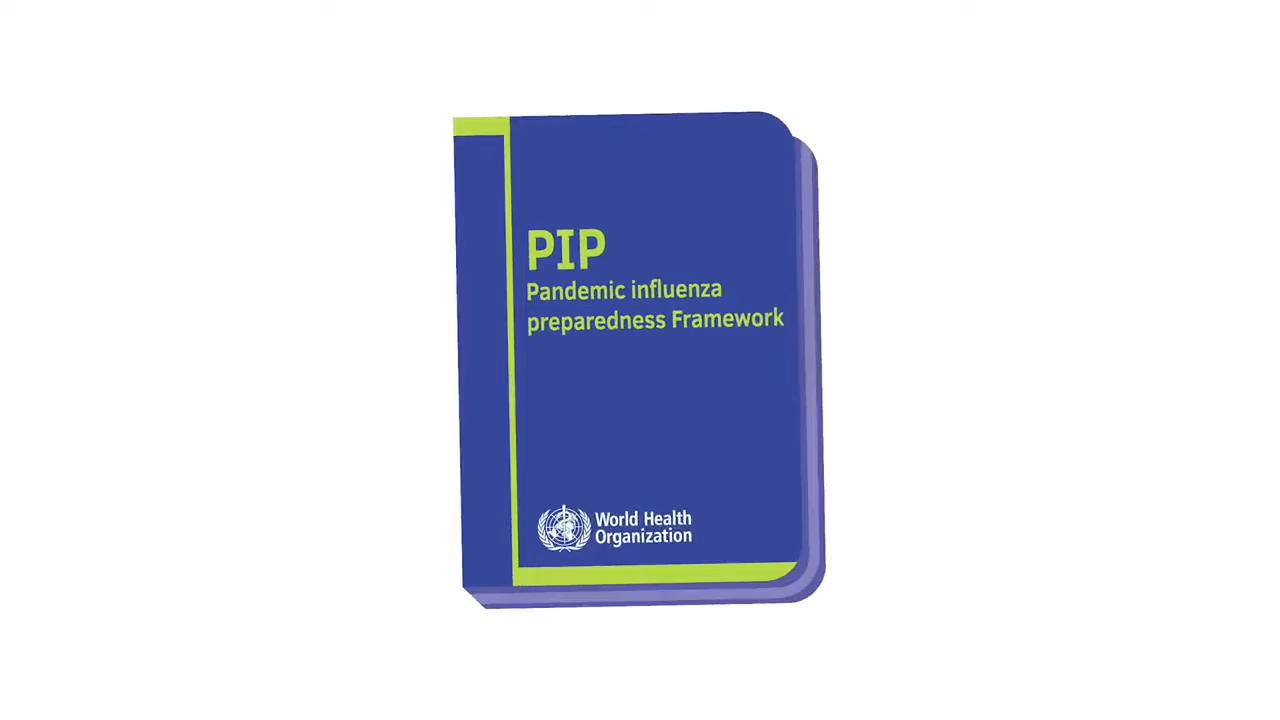 PIP
Pandemic influenza
preparedness Framework
World Health
Organization